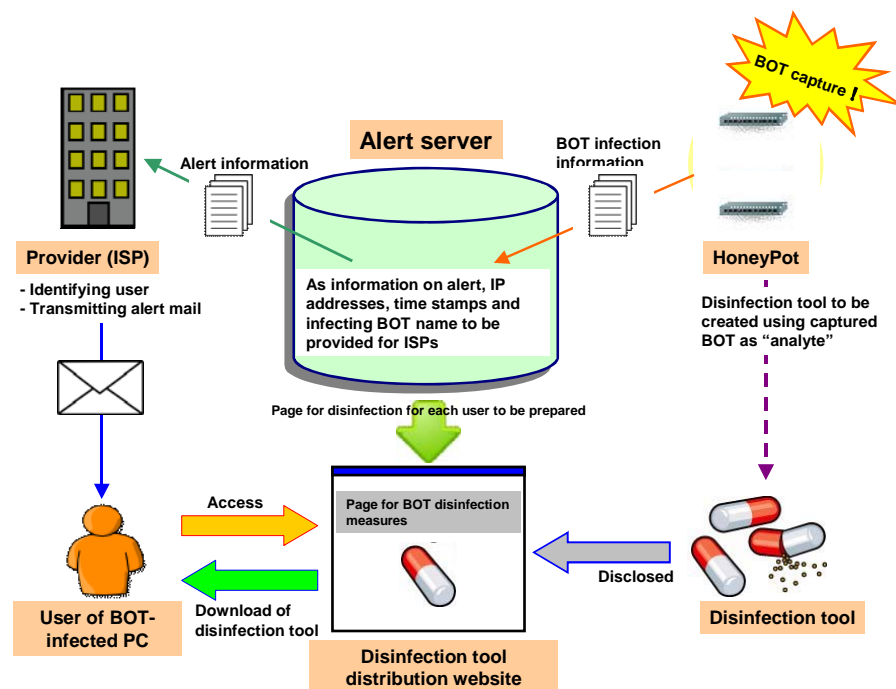 BOT capture!
Alert server
Alert information
BOT infection
information
Provider (ISP)
- Identifying user
- Transmitting alert mail
As information on alert, IP
addresses, time stamps and
infecting BOT name to be
provided for ISPs
HoneyPot
Disinfection tool to be
created using captured
BOT as “analyte”
Page for disinfection for each user to be prepared
Access
Page for BOT disinfection
measures
Disclosed
Download of
disinfection tool
User of BOT-
infected PC
Disinfection tool
distribution website
Disinfection tool